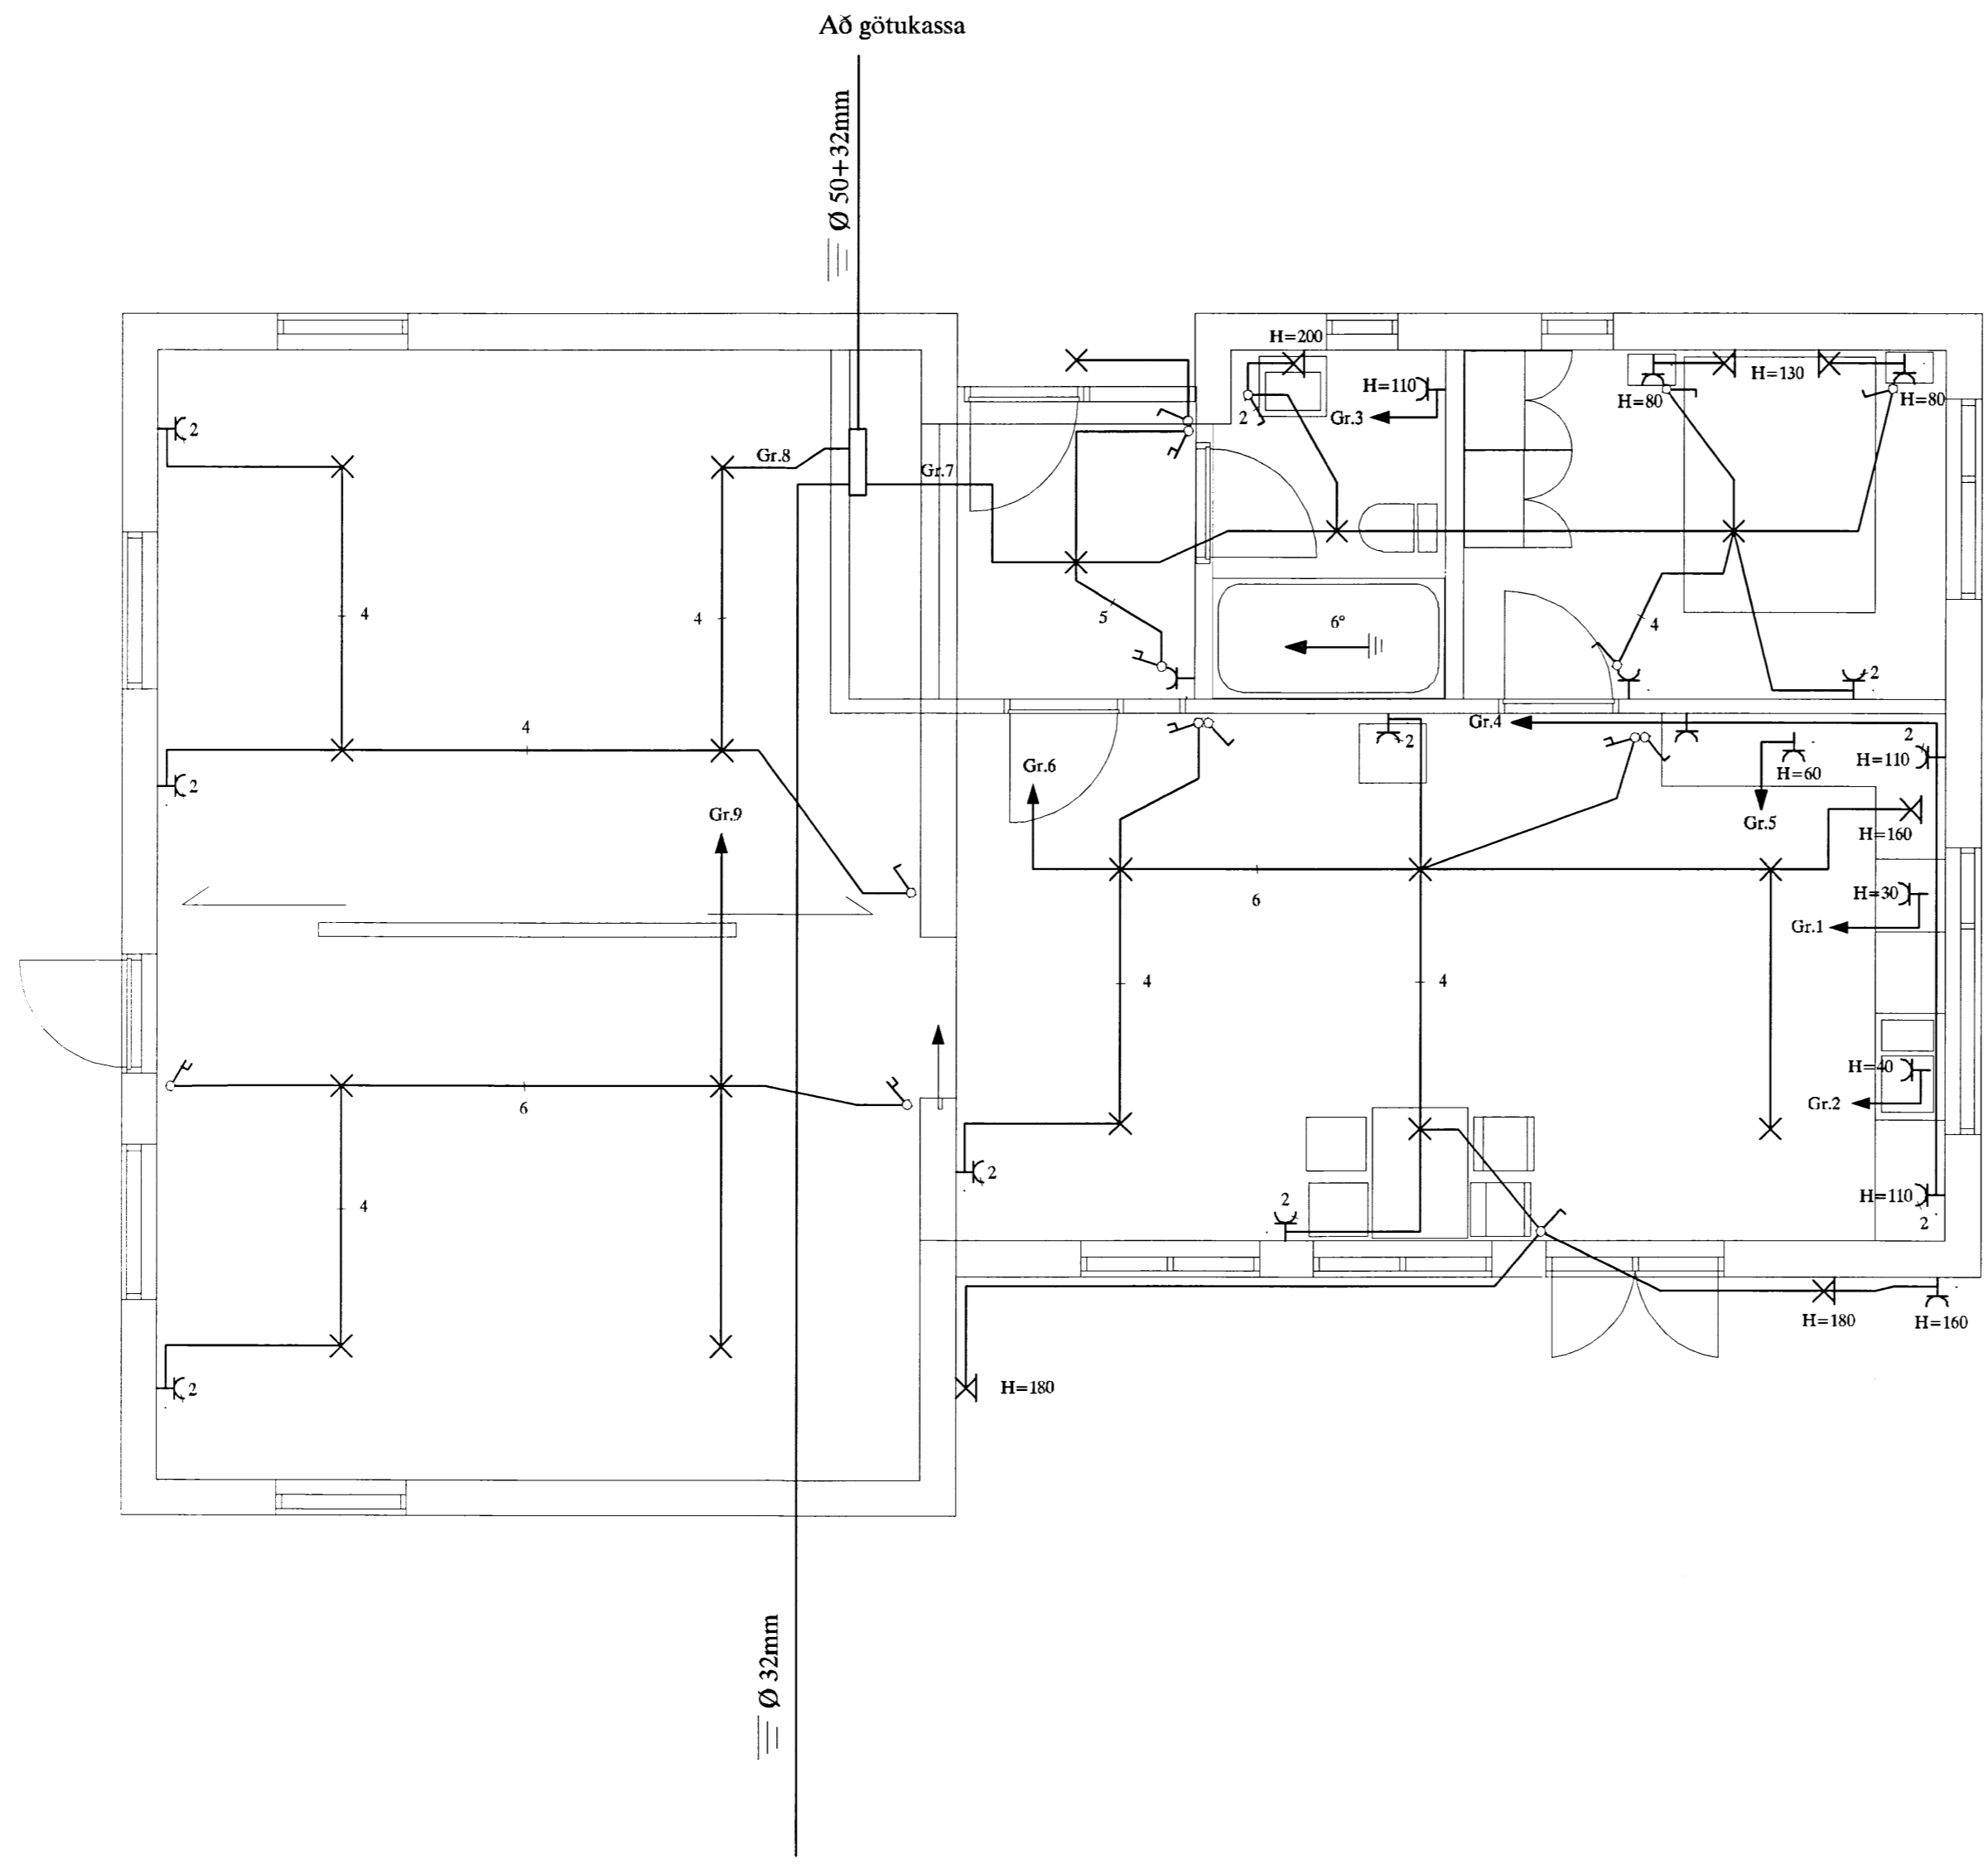 Að götukassa
Ø 50+32mm
H=200
H=110
H=130
H=80
H=80
2
Gr.3
2
Gr.8
Gr.7
4
4
5
6°
4
2
4
Gr.4
2
2
H=110
Gr.6
H=60
2
Gr.9
Gr.5
H=160
6
H=30
Gr.1
4
4
H=40
6
Gr.2
2
4
2
H=110
2
H=180
H=160
2
H=180
Ø 32mm